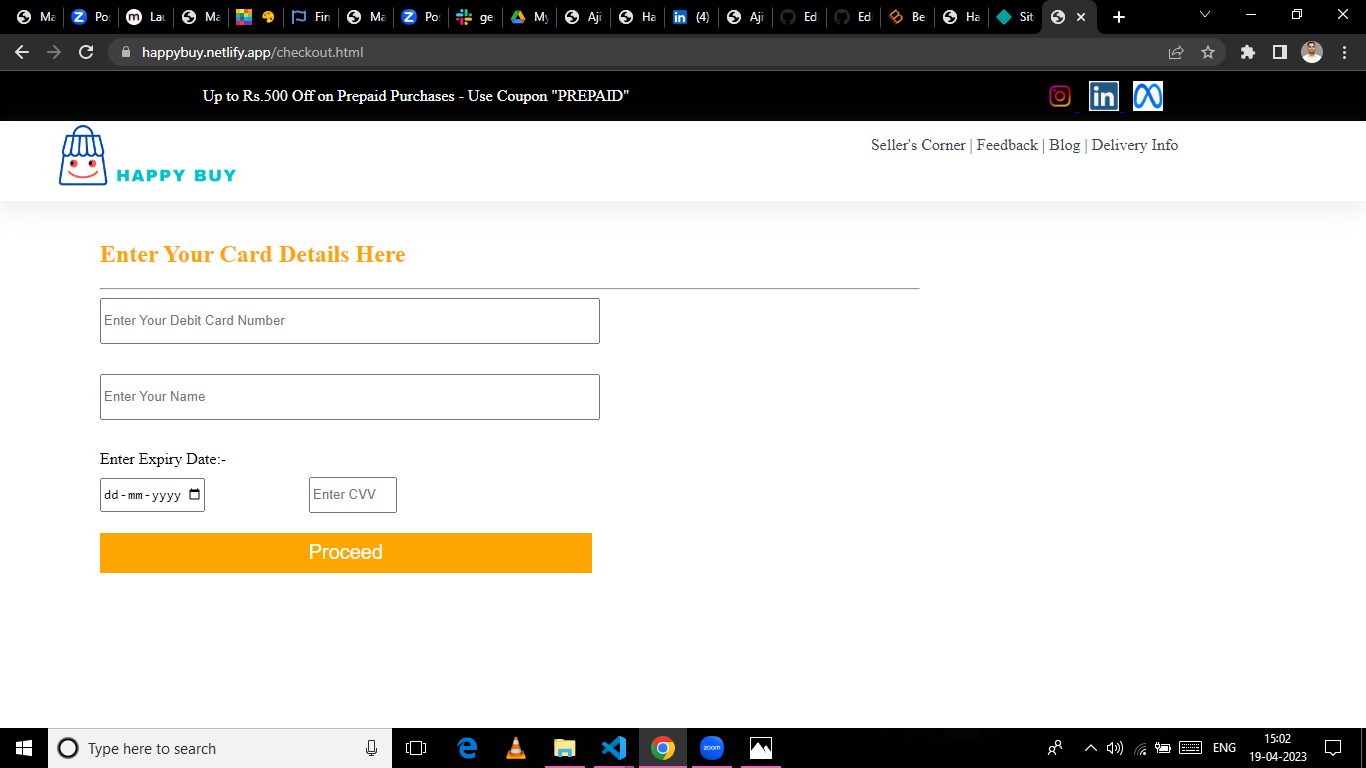 Ma Po: Lau Ma Fin Ma Po: ge My Aji Ha (4) Aji Edi Edi Be Ha Sit
happybuy.netlify.app/checkout.html
Up to Rs.500 Off on Prepaid Purchases - Use Coupon "PREPAID"
HAPPY BUY
Seller's Corner | Feedback | Blog | Delivery Info
Enter Your Card Details Here
Enter Your Debit Card Number
Enter Your Name
Enter Expiry Date:-
dd-mm-yyyy
Enter CVV
Proceed
Type here to search
zoom
ENG
15:02
19-04-2023